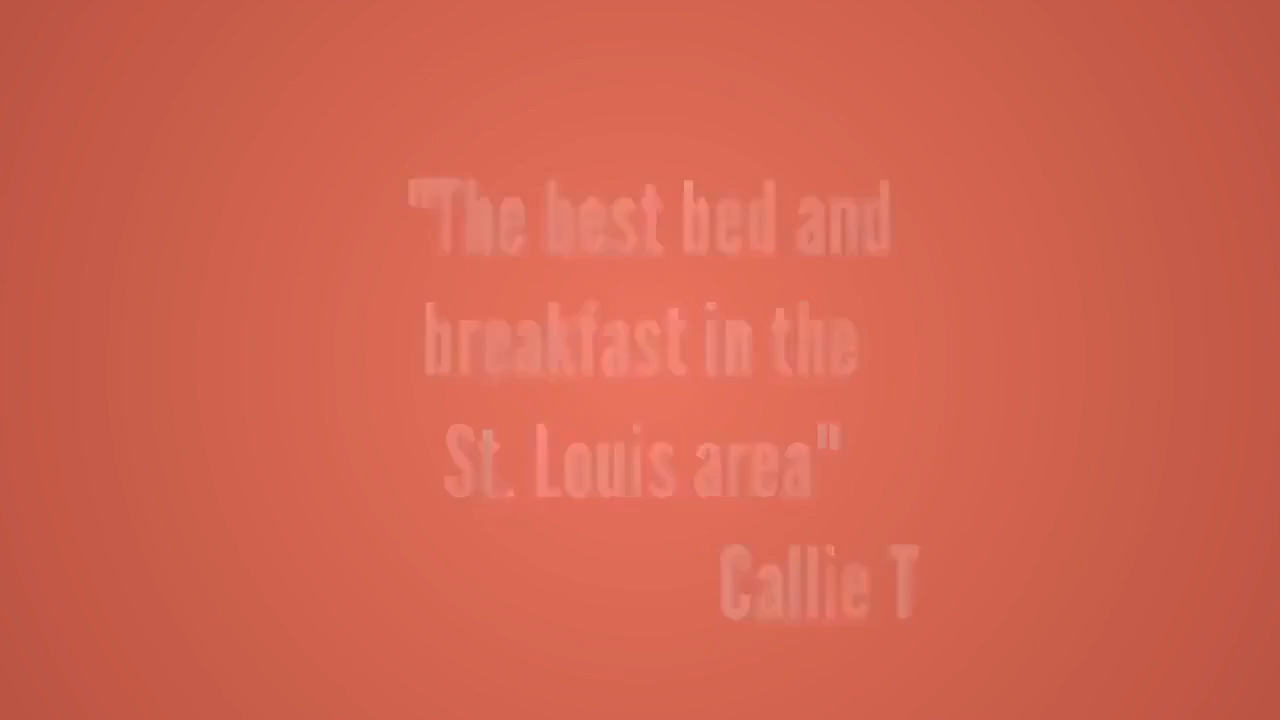 "The best bed and
breakfast in the
St. Louis area"
Callie T